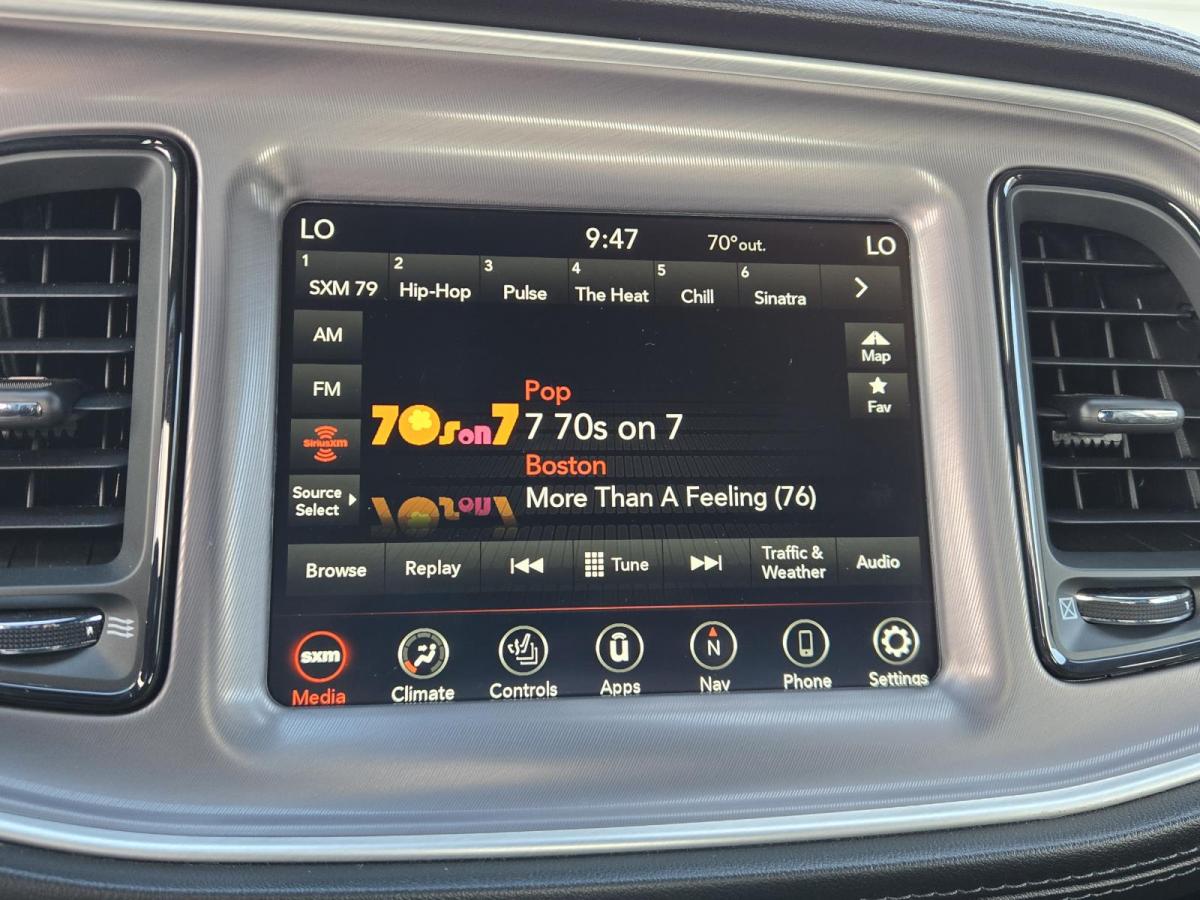 LO
9:47
70°out.
LO
1
SXM 79
2
Hip-Hop
3
Pulse
4
The Heat
5
Chill
6
Sinatra
AM
Map
FM
Fav
Pop
70s on 7
7 70s on 7
SiriusXM
Boston
Source
Select
More Than A Feeling (76)
Browse
Replay
Tune
Traffic &
Weather
Audio
sxm
Media
Climate
Controls
ū
Apps
N
Nav
Phone
Settings